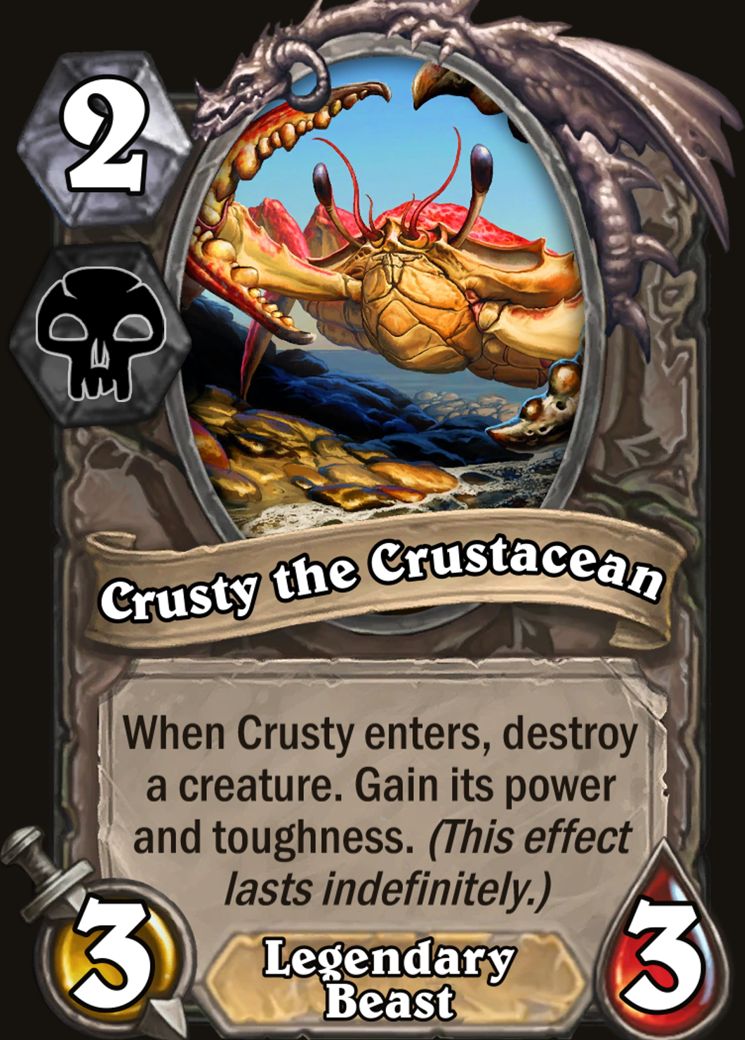 2
Crusty the Crustacean
When Crusty enters, destroy
a creature. Gain its power
and toughness. (This effect
lasts indefinitely.)
3
Legendary
Beast
3